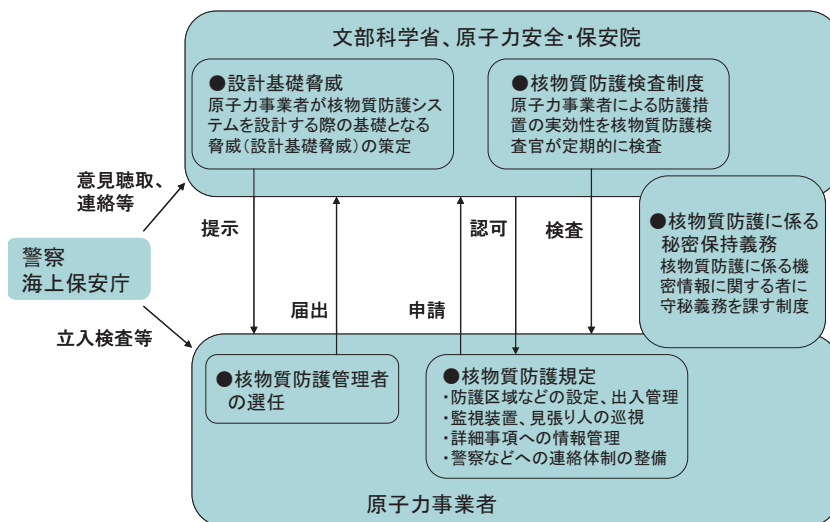 文部科学省、原子力安全・保安院
●設計基礎脅威
原子力事業者が核物質防護シス
テムを設計する際の基礎となる
脅威(設計基礎脅威)の策定
●核物質防護検査制度
原子力事業者による防護措
置の実効性を核物質防護検
査官が定期的に検査
意見聴取、
連絡等
警察
海上保安庁
立入検査等
提示
届出
申請
認可
検査
●核物質防護に係る
秘密保持義務
核物質防護に係る機
密情報に関する者に
守秘義務を課す制度
●核物質防護管理者
の選任
●核物質防護規定
・防護区域などの設定、出入管理
・監視装置、見張り人の巡視
・詳細事項への情報管理
・警察などへの連絡体制の整備
原子力事業者